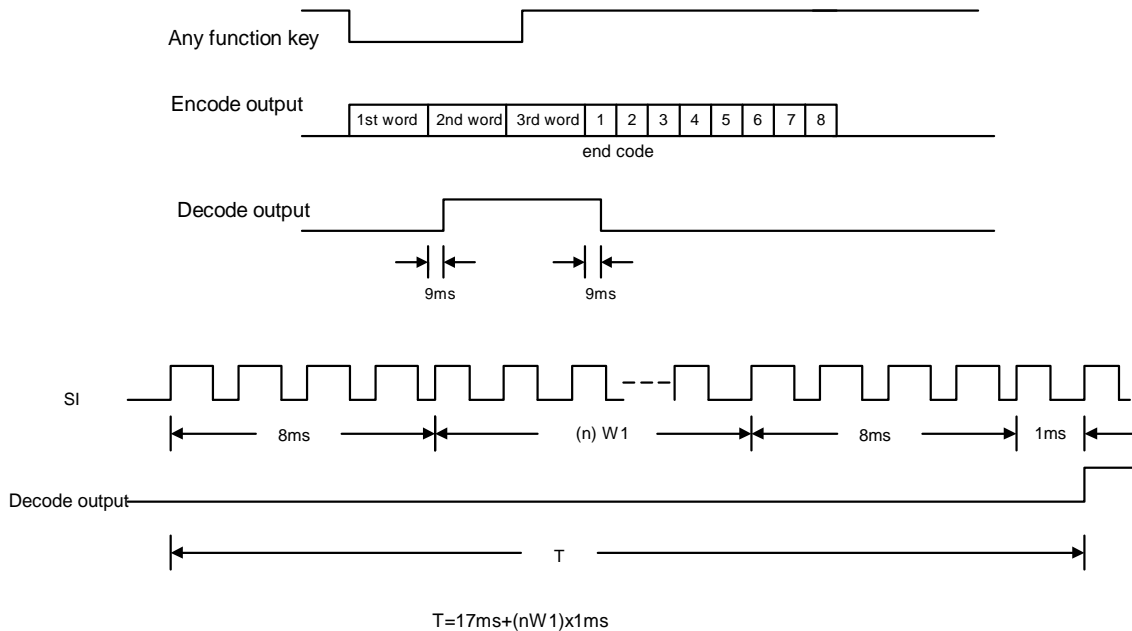 Any function key
Encode output
1st word 2nd word 3rd word 1 2 3 4 5 6 7 8
end code
Decode output
9ms 9ms
SI
8ms (n) W1 8ms 1ms
Decode output
T
T=17ms+(nW1)x1ms